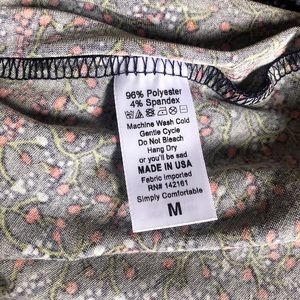 96% Polyester
4% Spandex
Machine Wash Cold
Gentle Cycle
Do Not Bleach
Hang Dry
or you'll be sad
MADE IN USA
Fabric imported
RN# 142161
Simply Comfortable
M